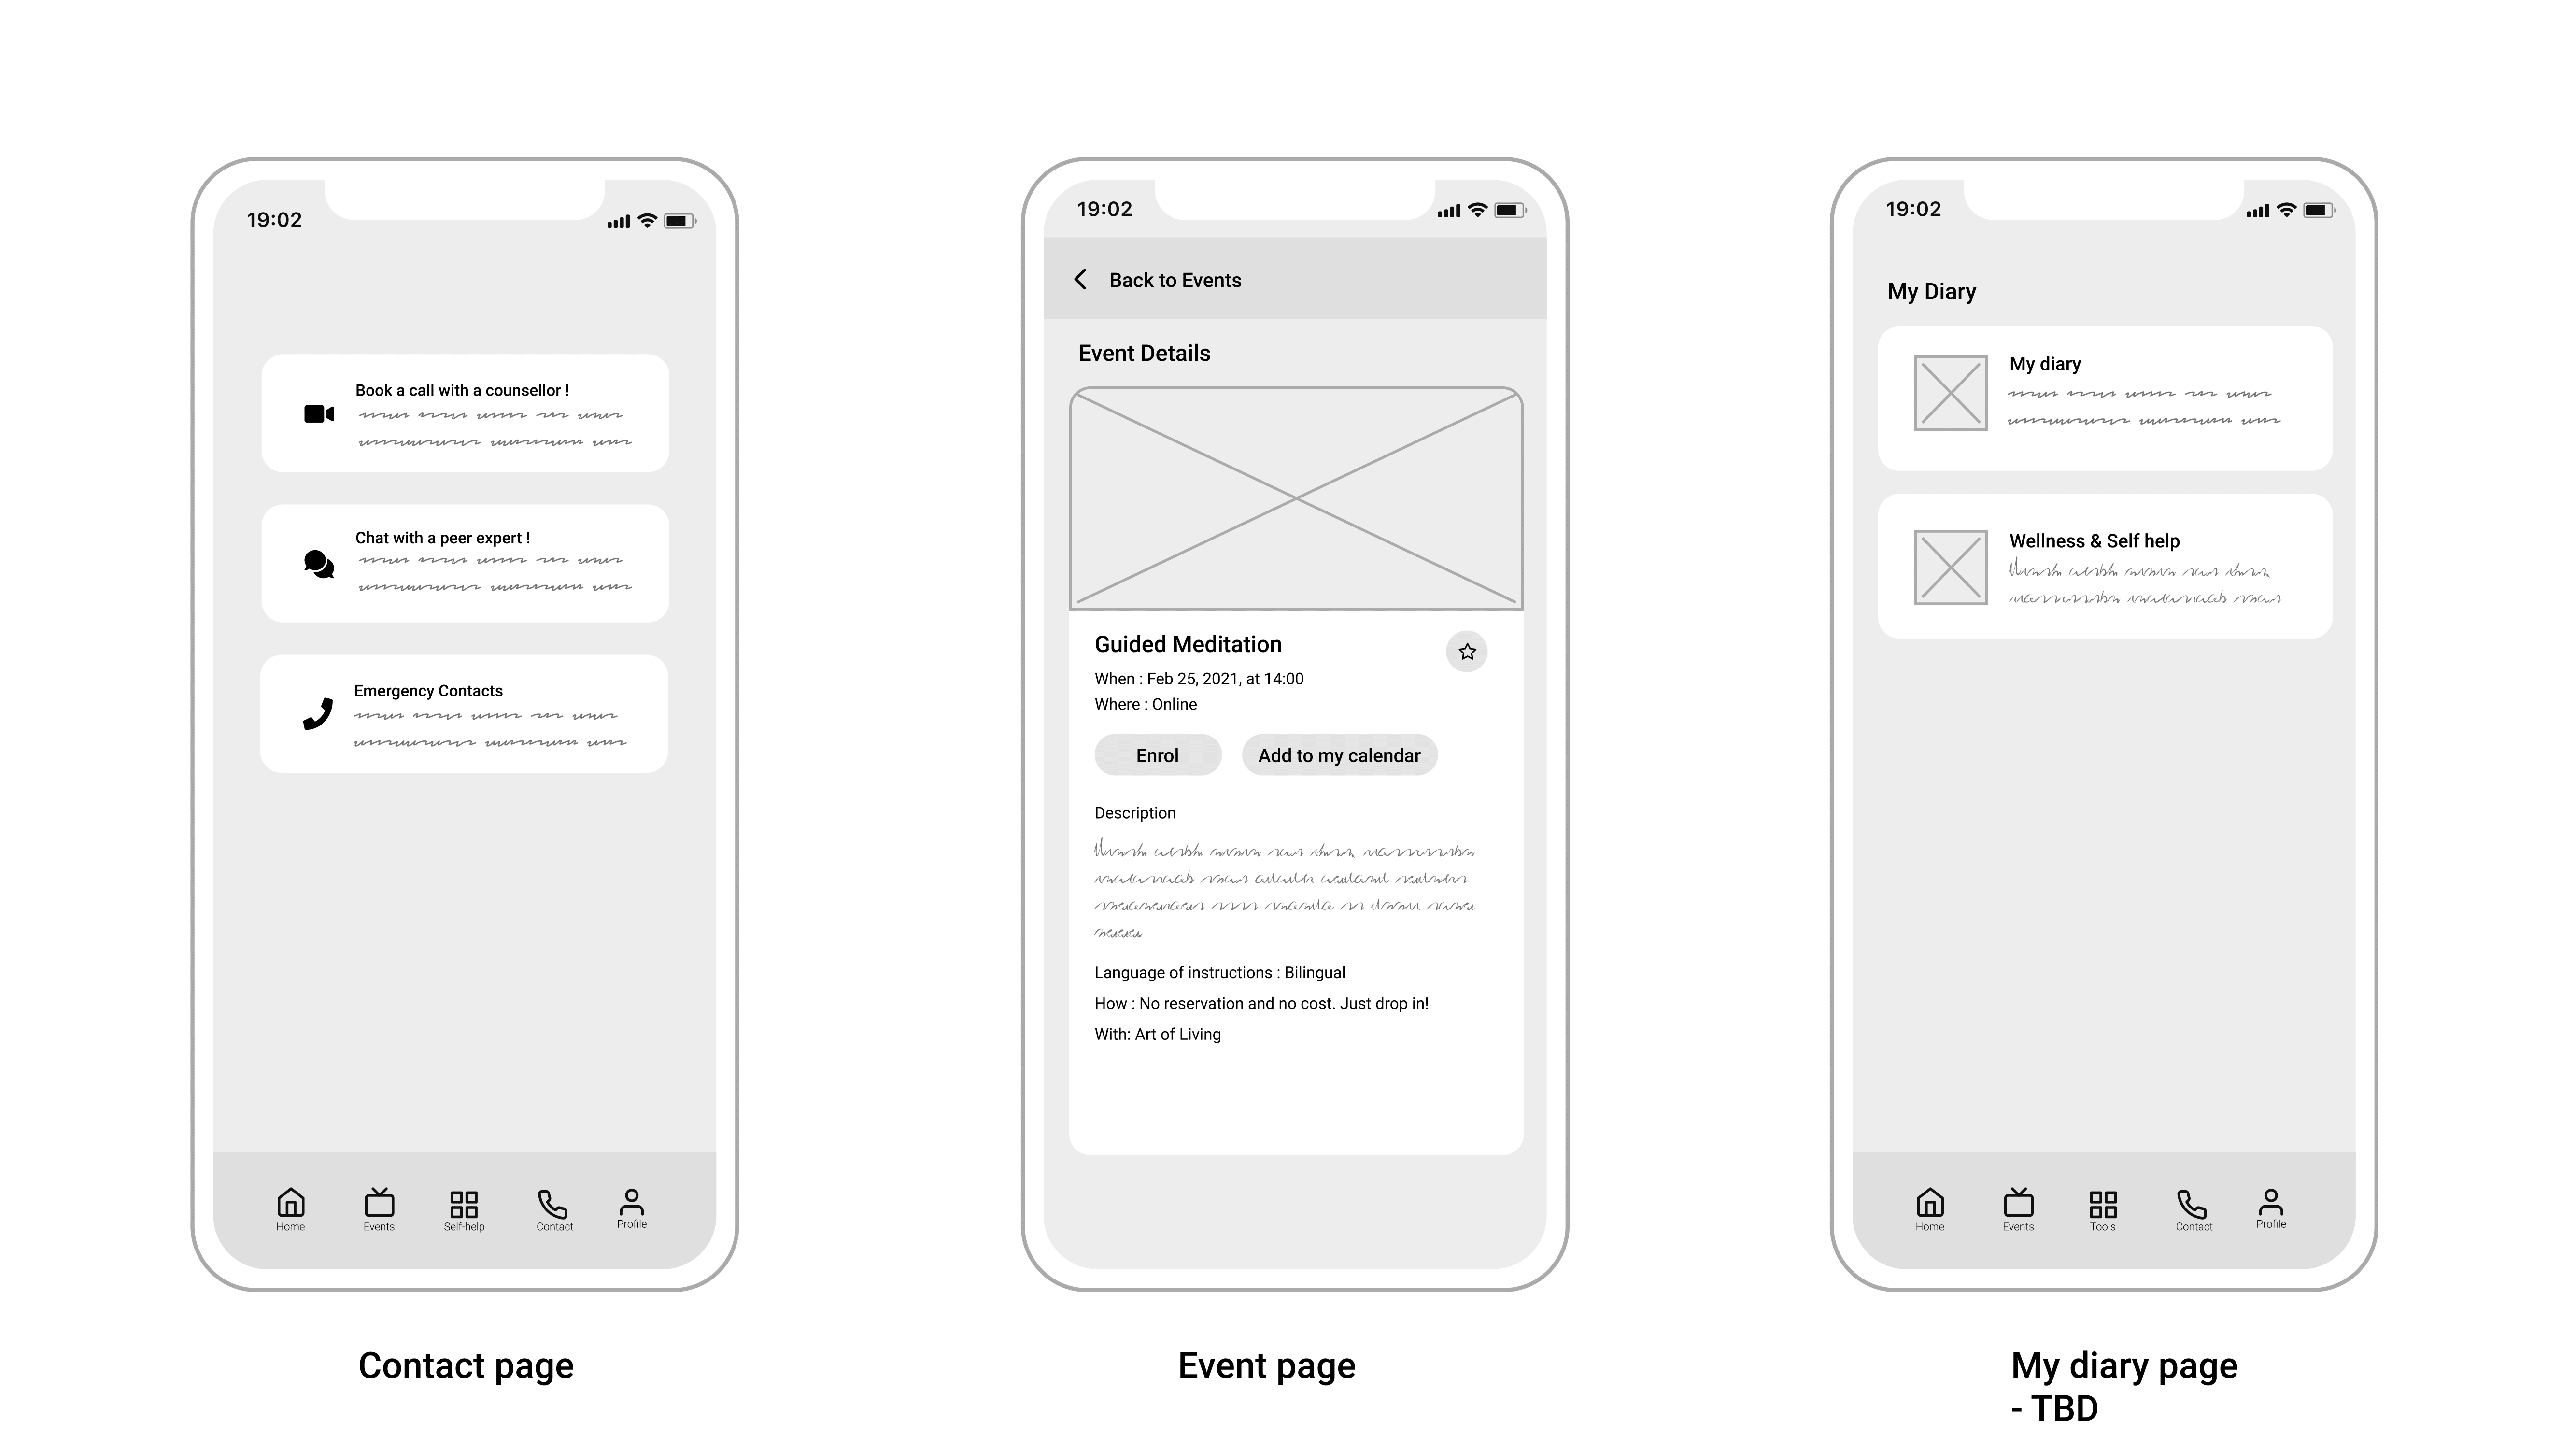 19:02
Book a call with a counsellor !
Chat with a peer expert !
Emergency Contacts
Home
Events
Self-help
Contact
Profile
Contact page
19:02
Back to Events
Event Details
Guided Meditation
When : Feb 25, 2021, at 14:00
Where : Online
Enrol
Add to my calendar
Description
Language of instructions : Bilingual
How : No reservation and no cost. Just drop in!
With: Art of Living
Event page
19:02
My Diary
My diary
Wellness & Self help
Home
Events
Tools
Contact
Profile
My diary page
- TBD